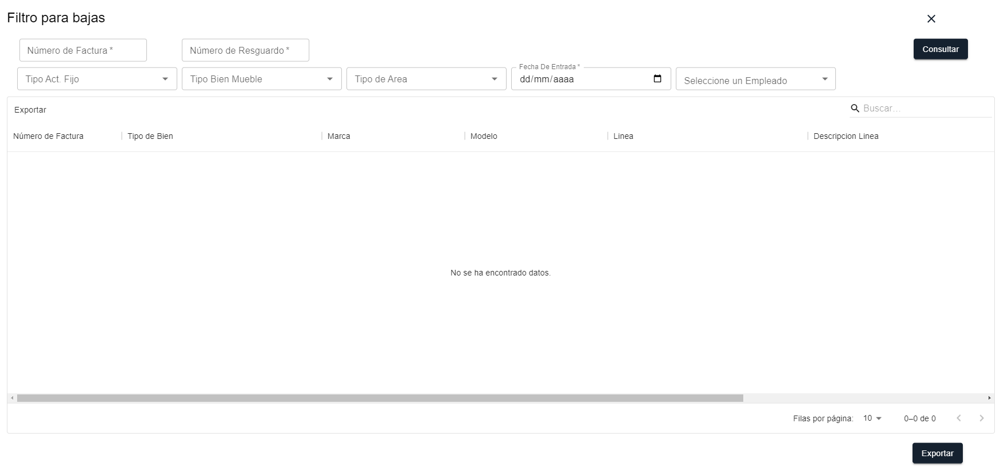 Filtro para bajas
Número de Factura *
Número de Resguardo *
Consultar
Tipo Act. Fijo
Tipo Bien Mueble
Tipo de Area
Fecha De Entrada *
dd/mm/aaaa
Seleccione un Empleado
Exportar
Buscar...
Número de Factura
Tipo de Bien
Marca
Modelo
Linea
Descripcion Linea
No se ha encontrado datos.
Filas por página:
10
0–0 de 0
Exportar